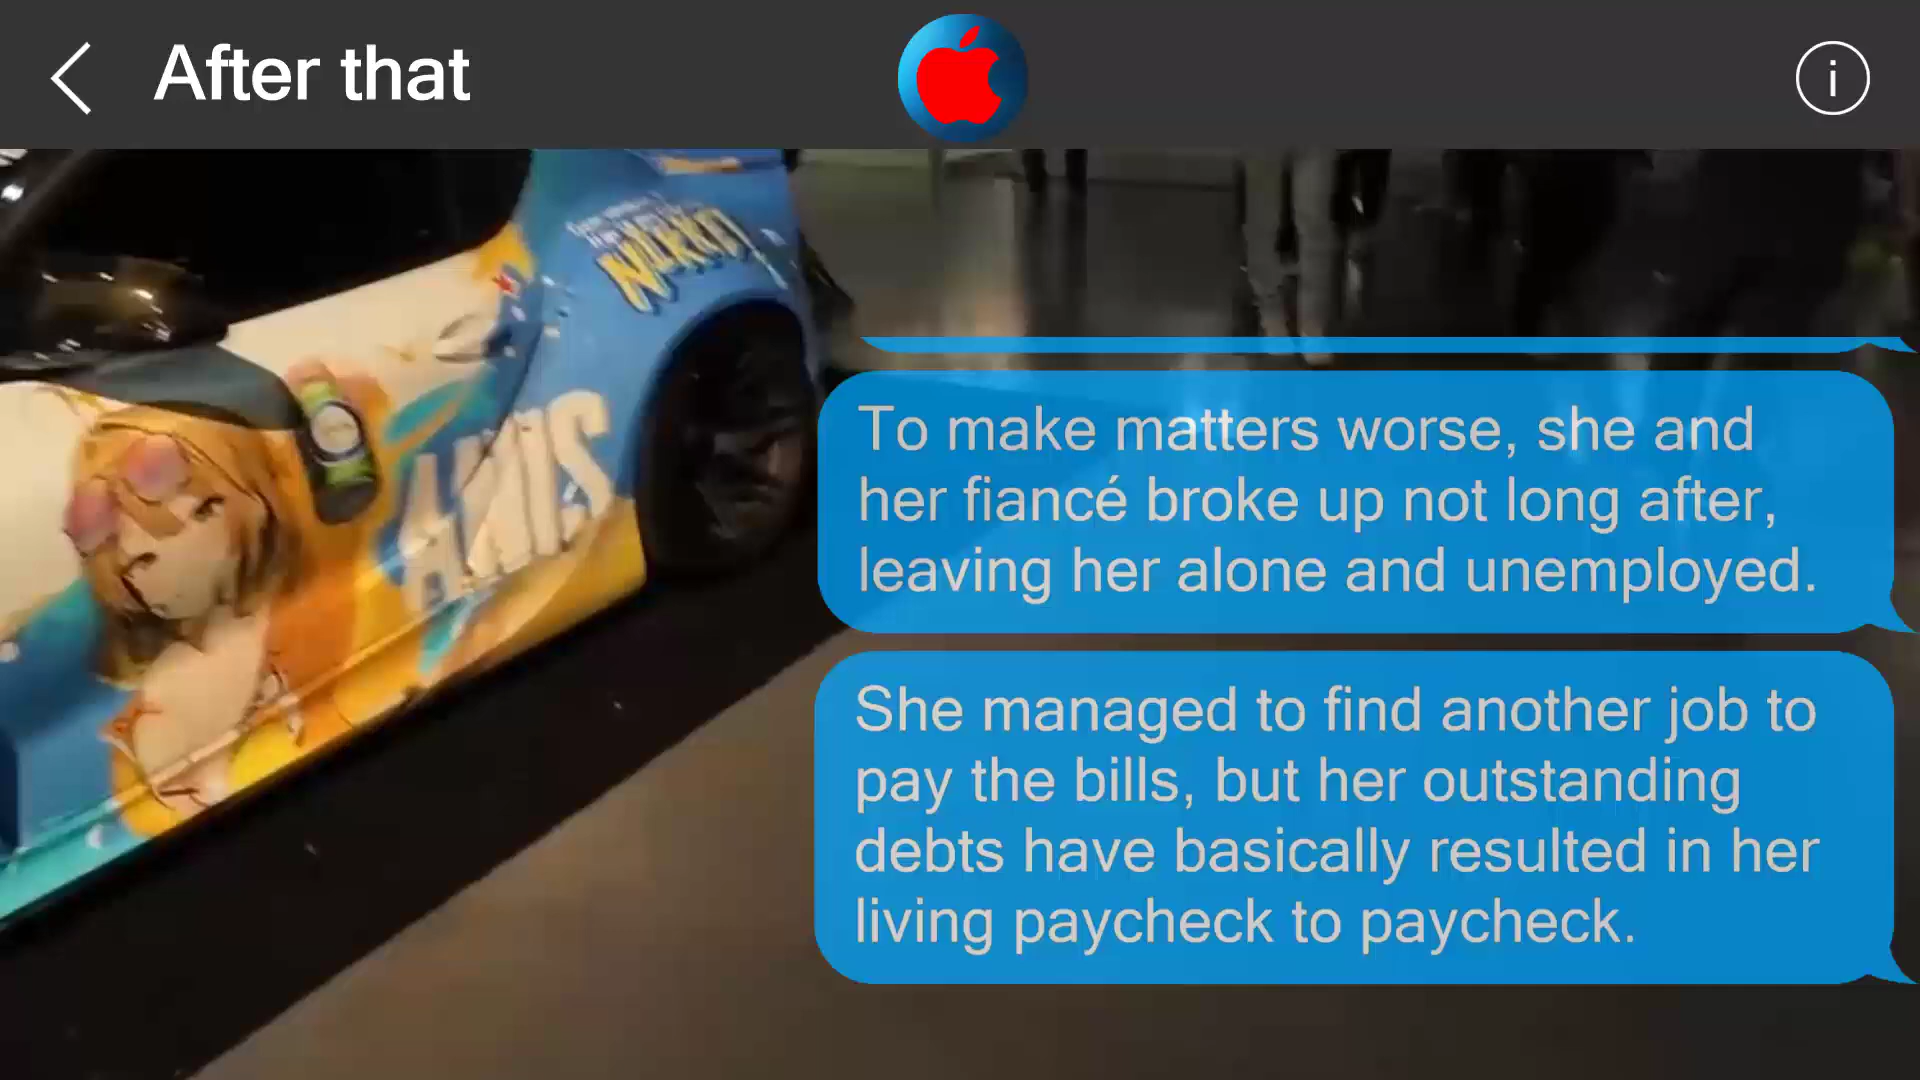 After that
i
NIKKE
ANIS
To make matters worse, she and
her fiancé broke up not long after,
leaving her alone and unemployed.
She managed to find another job to
pay the bills, but her outstanding
debts have basically resulted in her
living paycheck to paycheck.